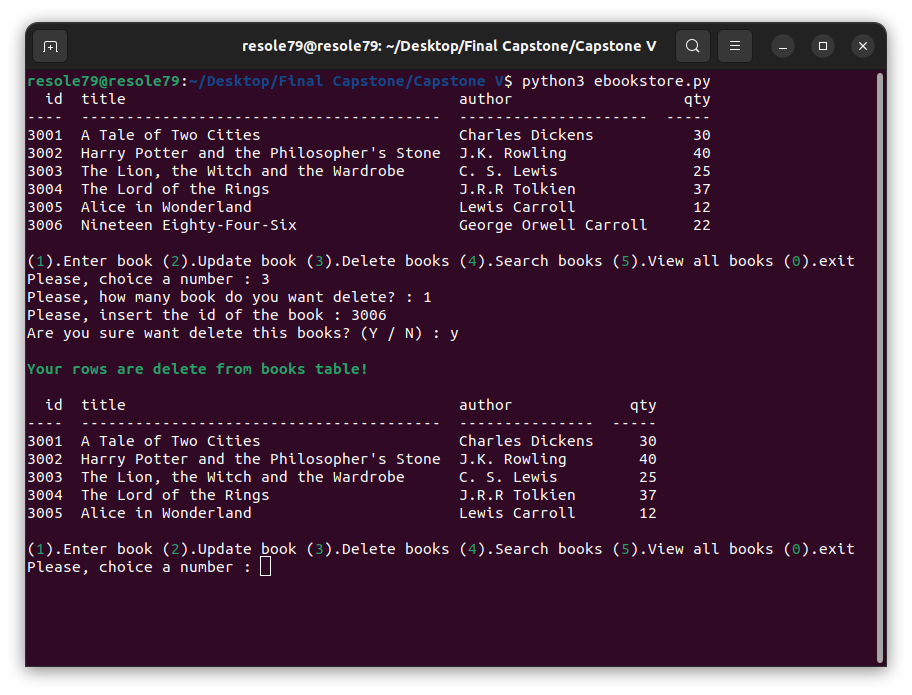 resole79@resole79: ~/Desktop/Final Capstone/Capstone V
resole79@resole79:~/Desktop/Final Capstone/Capstone V$ python3 ebookstore.py
  id  title                                     author                   qty
----  ----------------------------------------  ---------------------  -----
3001  A Tale of Two Cities                      Charles Dickens           30
3002  Harry Potter and the Philosopher's Stone  J.K. Rowling              40
3003  The Lion, the Witch and the Wardrobe      C. S. Lewis               25
3004  The Lord of the Rings                     J.R.R Tolkien             37
3005  Alice in Wonderland                       Lewis Carroll             12
3006  Nineteen Eighty-Four-Six                  George Orwell Carroll     22
(1).Enter book (2).Update book (3).Delete books (4).Search books (5).View all books (0).exit
Please, choice a number : 3
Please, how many book do you want delete? : 1
Please, insert the id of the book : 3006
Are you sure want delete this books? (Y / N) : y
Your rows are delete from books table!
  id  title                                     author             qty
----  ----------------------------------------  ---------------  -----
3001  A Tale of Two Cities                      Charles Dickens     30
3002  Harry Potter and the Philosopher's Stone  J.K. Rowling        40
3003  The Lion, the Witch and the Wardrobe      C. S. Lewis         25
3004  The Lord of the Rings                     J.R.R Tolkien       37
3005  Alice in Wonderland                       Lewis Carroll       12
(1).Enter book (2).Update book (3).Delete books (4).Search books (5).View all books (0).exit
Please, choice a number :